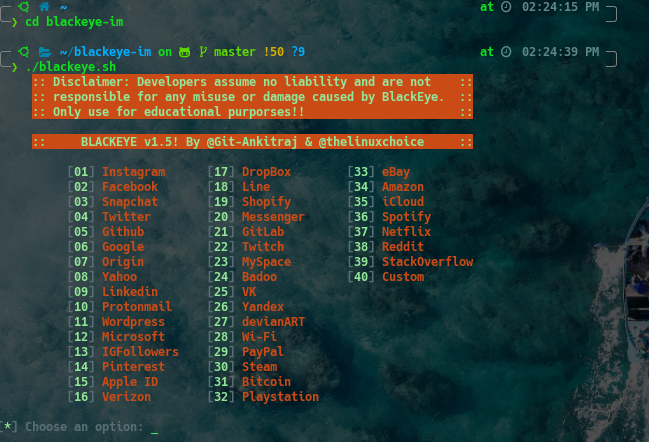 ~ at 02:24:15 PM
❯ cd blackeye-im
~/blackeye-im on master !50 ?9 at 02:24:39 PM
❯ ./blackeye.sh
:: Disclaimer: Developers assume no liability and are not ::
:: responsible for any misuse or damage caused by BlackEye. ::
:: Only use for educational purporses!! ::
:: BLACKEYE v1.5! By @Git-Ankitraj & @thelinuxchoice ::
[01] Instagram [17] DropBox [33] eBay
[02] Facebook [18] Line [34] Amazon
[03] Snapchat [19] Shopify [35] iCloud
[04] Twitter [20] Messenger [36] Spotify
[05] Github [21] GitLab [37] Netflix
[06] Google [22] Twitch [38] Reddit
[07] Origin [23] MySpace [39] StackOverflow
[08] Yahoo [24] Badoo [40] Custom
[09] Linkedin [25] VK
[10] Protonmail [26] Yandex
[11] Wordpress [27] devianART
[12] Microsoft [28] Wi-Fi
[13] IGFollowers [29] PayPal
[14] Pinterest [30] Steam
[15] Apple ID [31] Bitcoin
[16] Verizon [32] Playstation
[*] Choose an option: _